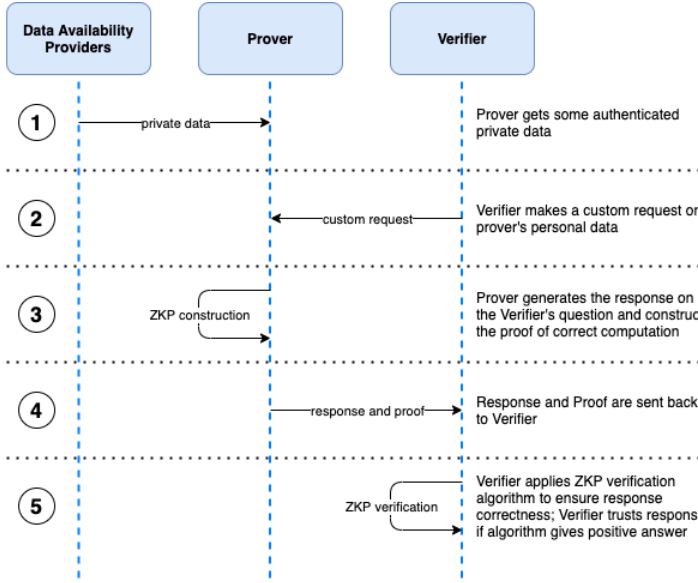 Data Availability
Providers
Prover
Verifier
1
private data
Prover gets some authenticated
private data
2
custom request
Verifier makes a custom request on
prover's personal data
3
ZKP construction
Prover generates the response on
the Verifier's question and construc
the proof of correct computation
4
response and proof
Response and Proof are sent back
to Verifier
5
ZKP verification
Verifier applies ZKP verification
algorithm to ensure response
correctness; Verifier trusts respons
if algorithm gives positive answer